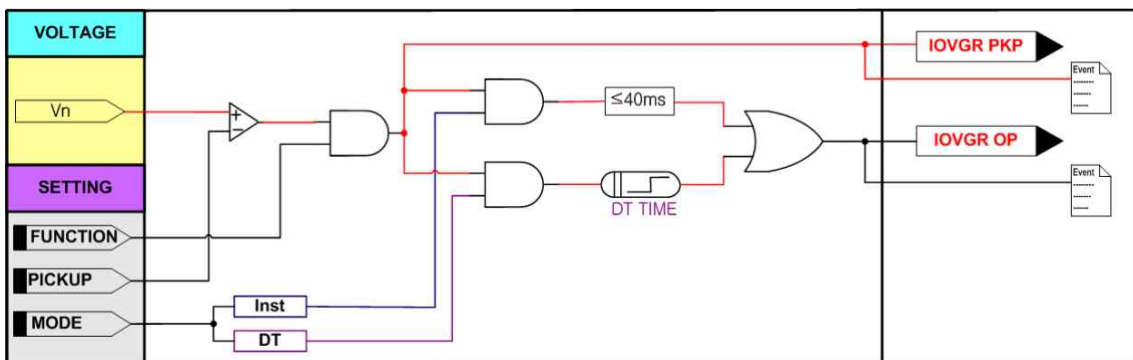 VOLTAGE
Vn
SETTING
FUNCTION
PICKUP
MODE
+
−
Inst
DT
≤40ms
DT TIME
IOVGR PKP
Event
IOVGR OP
Event